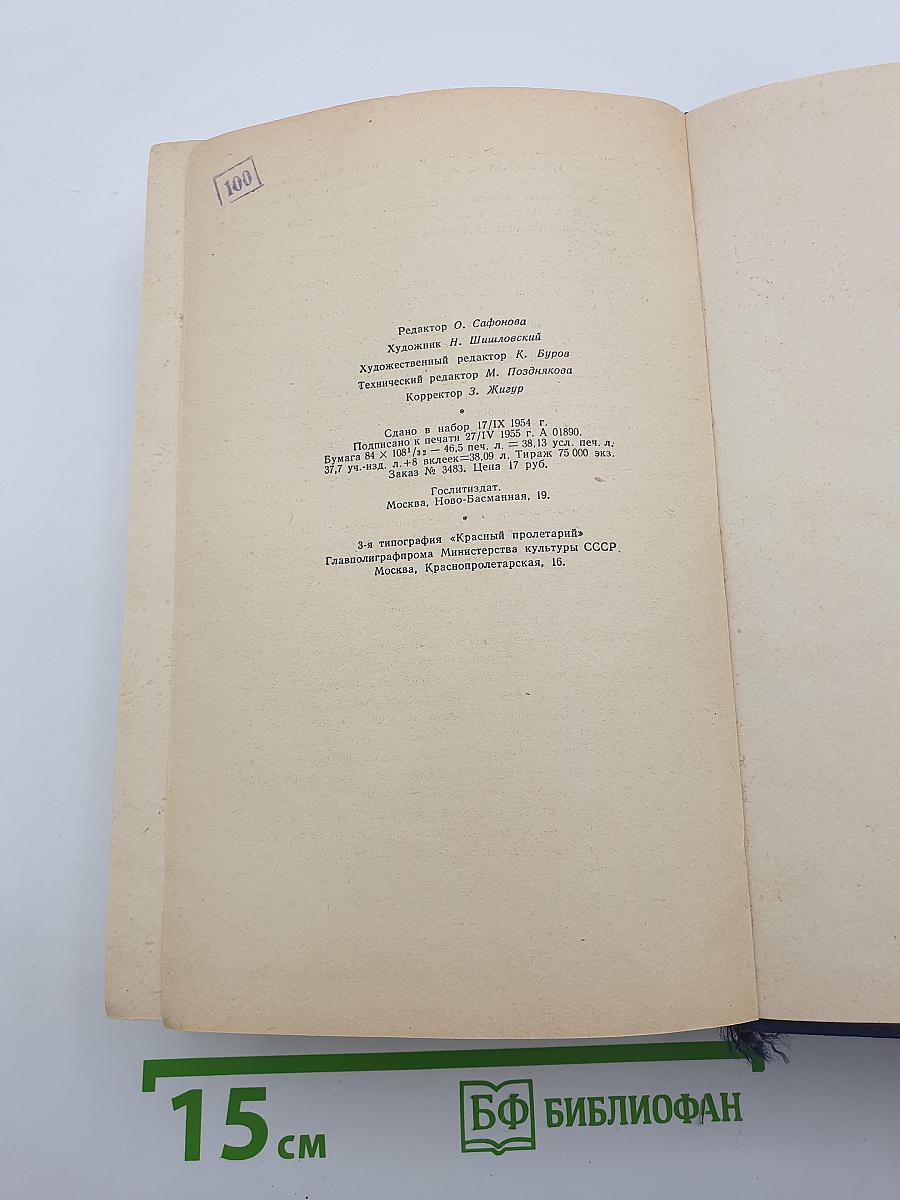 100
Редактор О. Сафонова
Художник Н. Шишловский
Художественный редактор К. Буров
Технический редактор М. Позднякова
Корректор З. Жигур
*
Сдано в набор 17/IX 1954 г.
Подписано к печати 27/IV 1955 г. А 01890.
Бумага 84 × 108¹/₃₂ — 46,5 печ. л. = 38,13 усл. печ. л.
37,7 уч.-изд. л.+8 вклеек=38,09 л. Тираж 75 000 экз.
Заказ № 3483. Цена 17 руб.
Гослитиздат.
Москва, Ново-Басманная, 19.
*
3-я типография «Красный пролетарий»
Главполиграфпрома Министерства культуры СССР.
Москва, Краснопролетарская, 16.
15 см
БФ БИБЛИОФАН